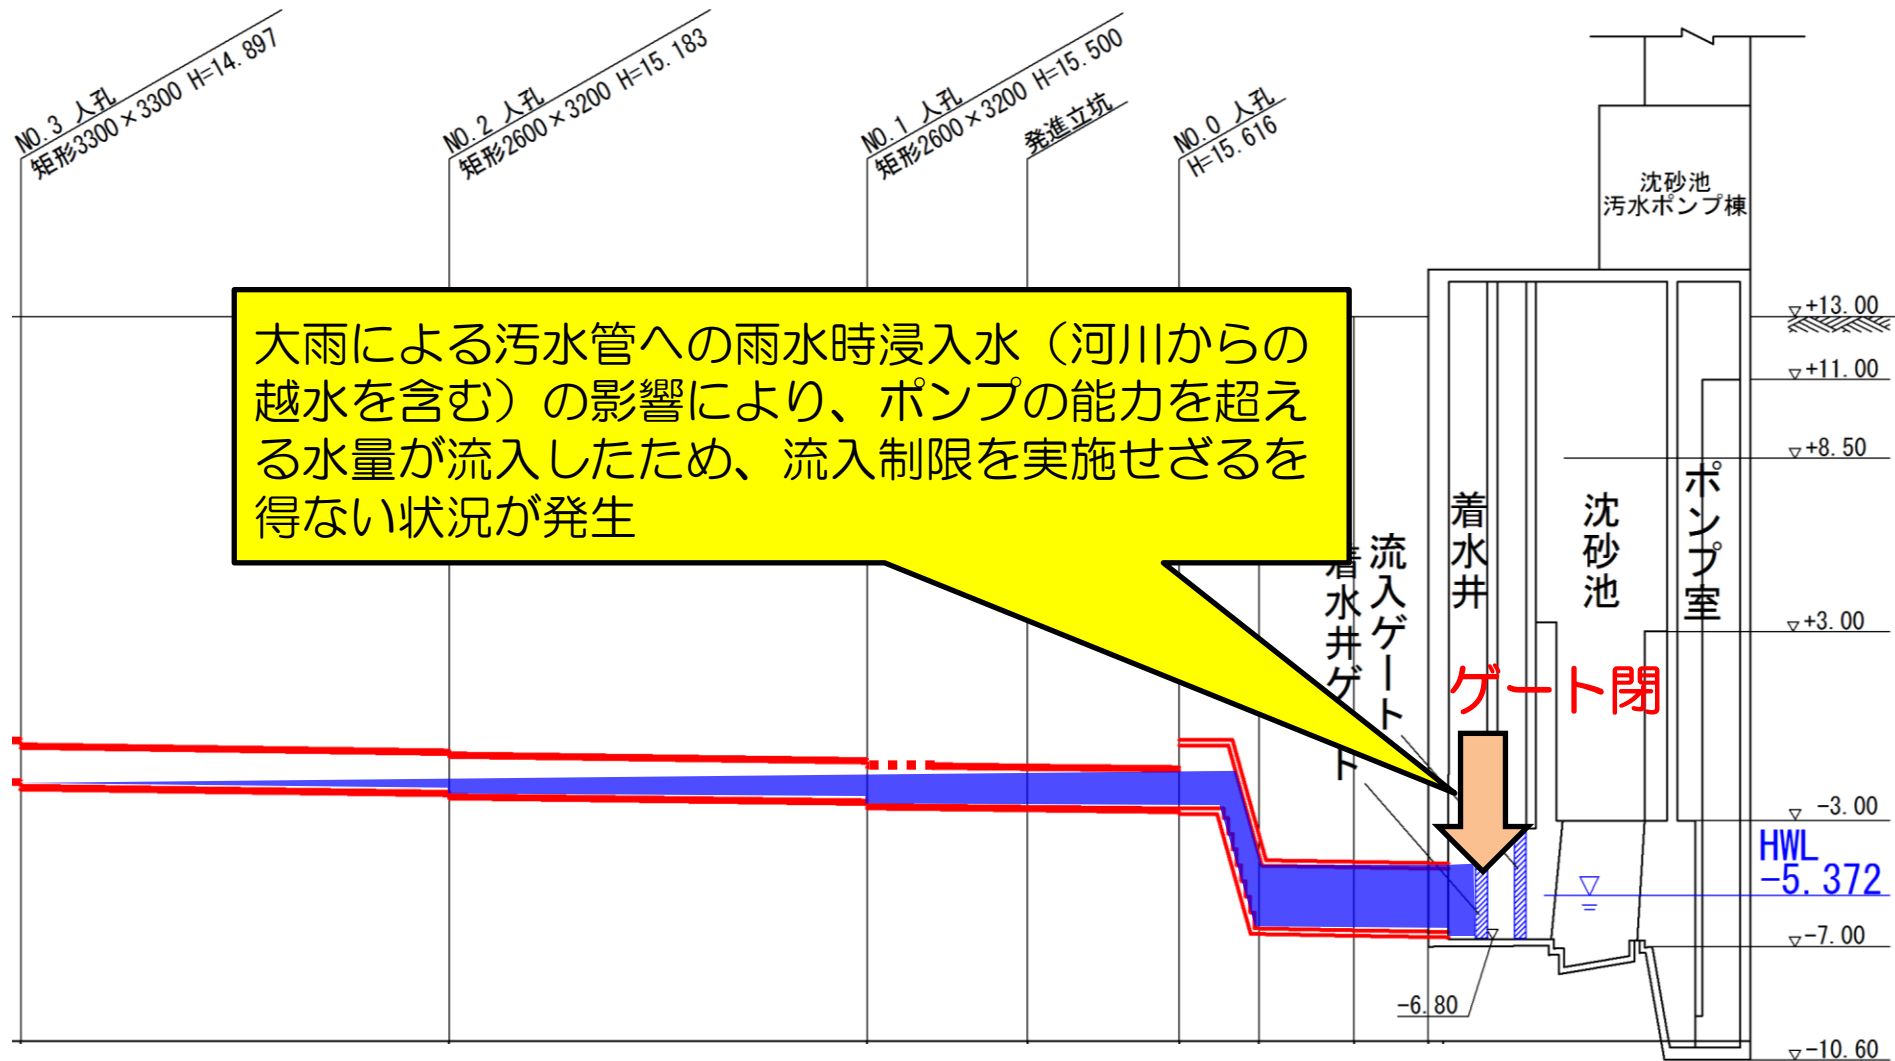 NO.3 人孔
矩形3300×3300 H=14.897
NO.2 人孔
矩形2600×3200 H=15.183
NO.1 人孔
矩形2600×3200 H=15.500
発進立坑
NO.0 人孔
H=15.616
沈砂池
汚水ポンプ棟
大雨による汚水管への雨水時浸入水（河川からの
越水を含む）の影響により、ポンプの能力を超え
る水量が流入したため、流入制限を実施せざるを
得ない状況が発生
着水井ゲート
流入ゲート
着水井
沈砂池
ポンプ室
ゲート閉
+13.00
+11.00
+8.50
+3.00
-3.00
HWL
-5.372
-7.00
-6.80
-10.60